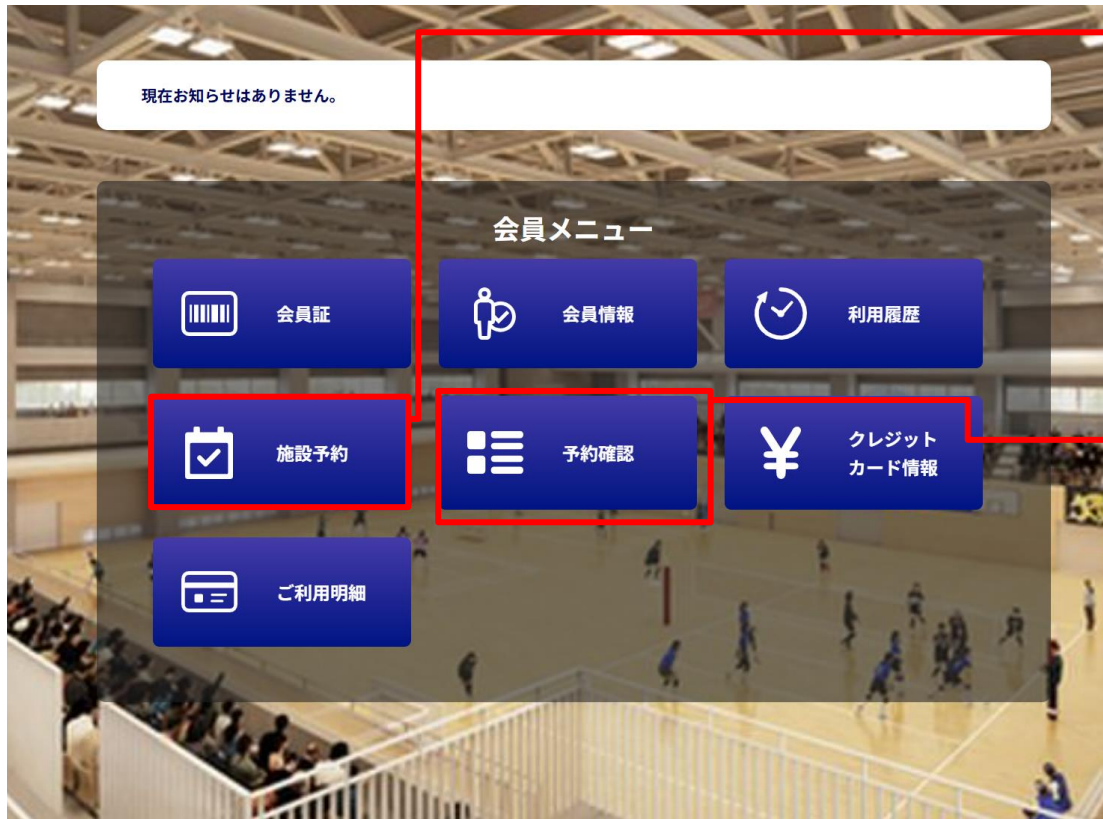 現在お知らせはありません。
会員メニュー
会員証
会員情報
利用履歴
施設予約
予約確認
クレジット
カード情報
ご利用明細